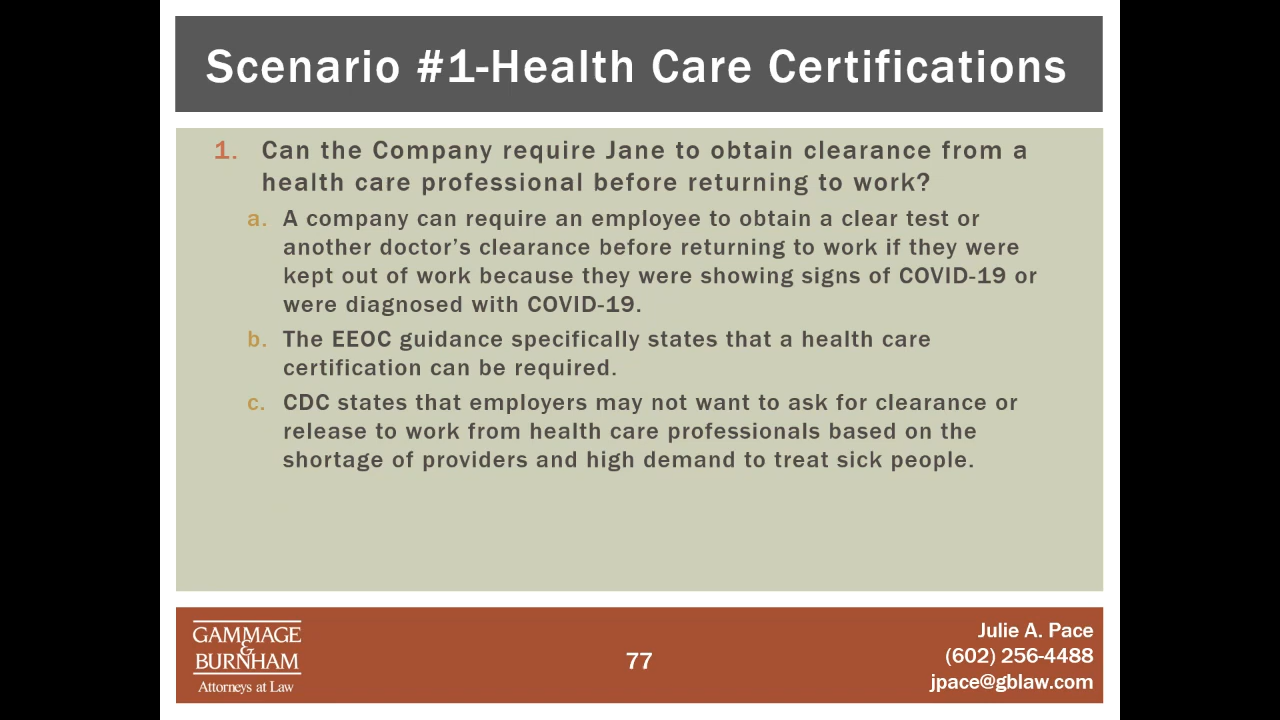 Scenario #1-Health Care Certifications
1. Can the Company require Jane to obtain clearance from a
health care professional before returning to work?
a. A company can require an employee to obtain a clear test or
another doctor’s clearance before returning to work if they were
kept out of work because they were showing signs of COVID-19 or
were diagnosed with COVID-19.
b. The EEOC guidance specifically states that a health care
certification can be required.
c. CDC states that employers may not want to ask for clearance or
release to work from health care professionals based on the
shortage of providers and high demand to treat sick people.
GAMMAGE
&
BURNHAM
Attorneys at Law
77
Julie A. Pace
(602) 256-4488
jpace@gblaw.com